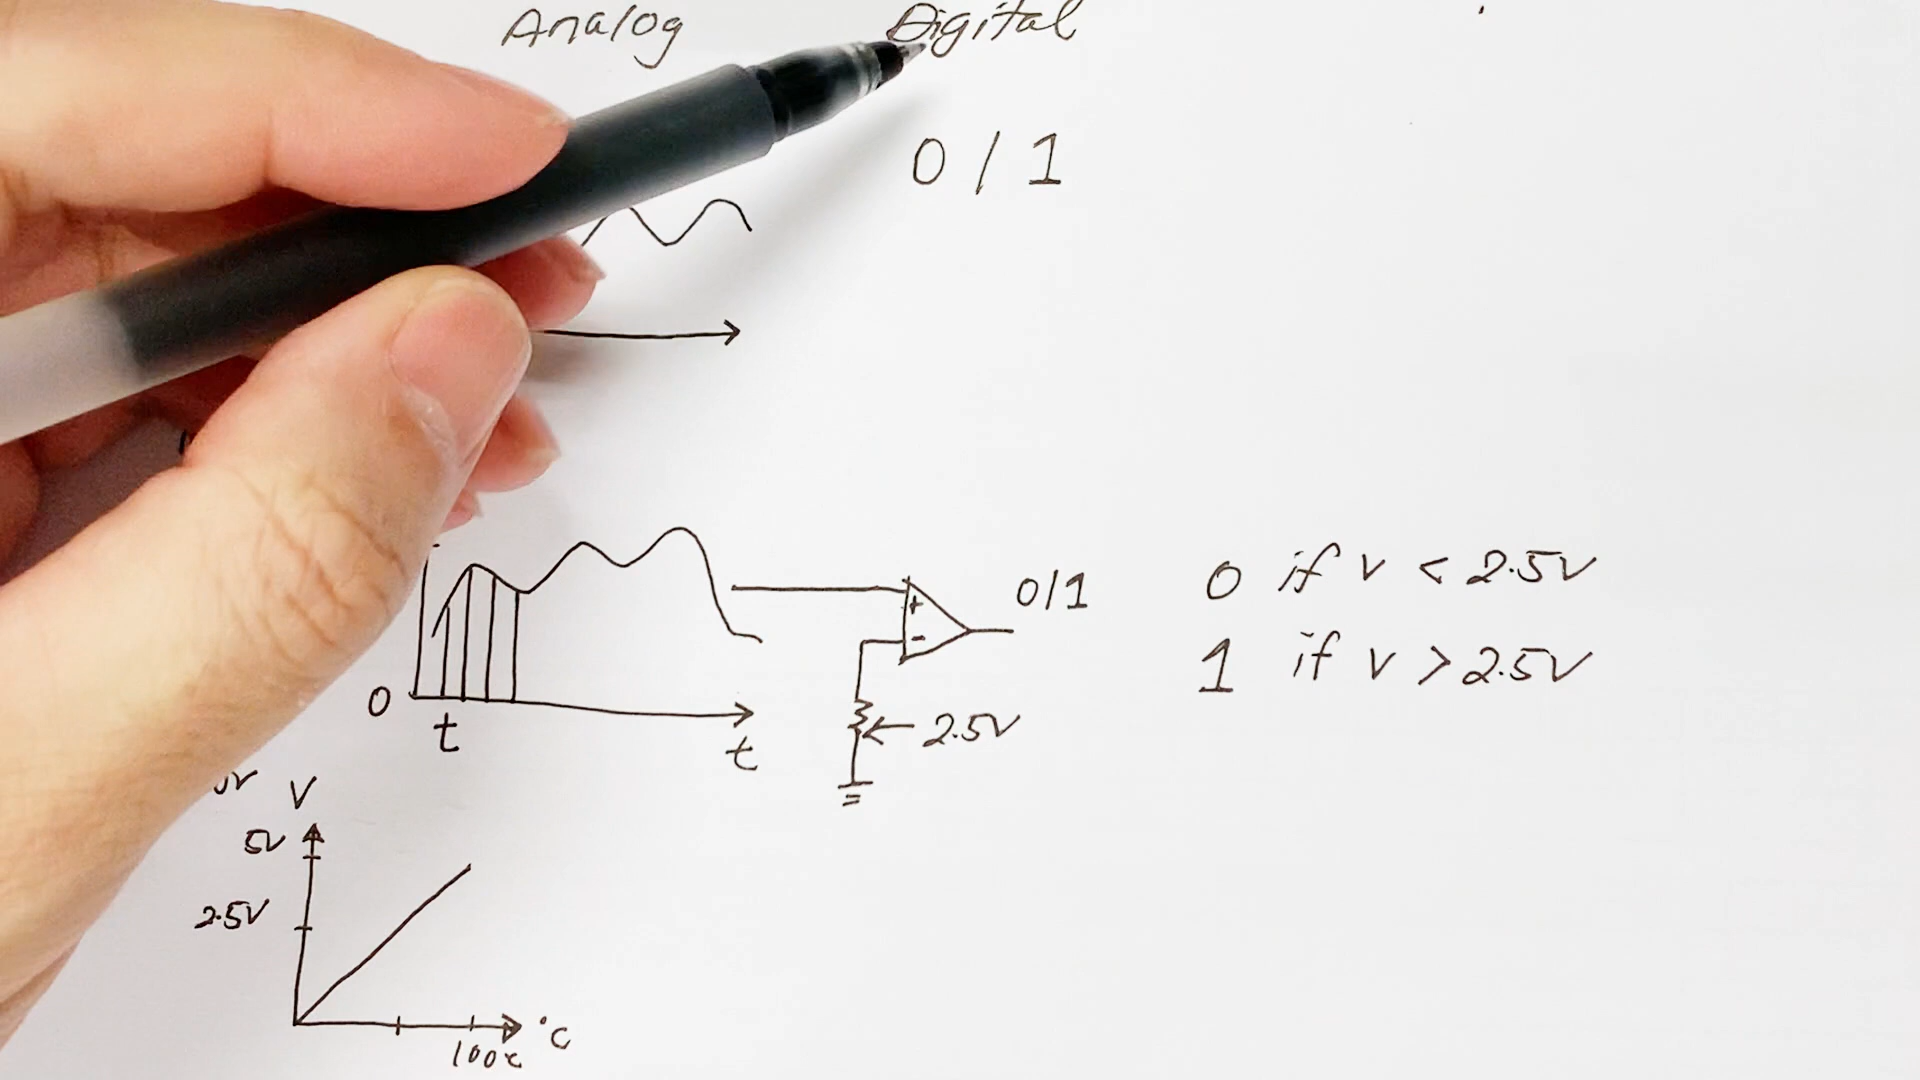 Analog Digital
0 / 1
0/1
0 if V < 2.5V
+
-
1 if V > 2.5V
0
t
2.5V
t
V
5V
2.5V
100℃
°C